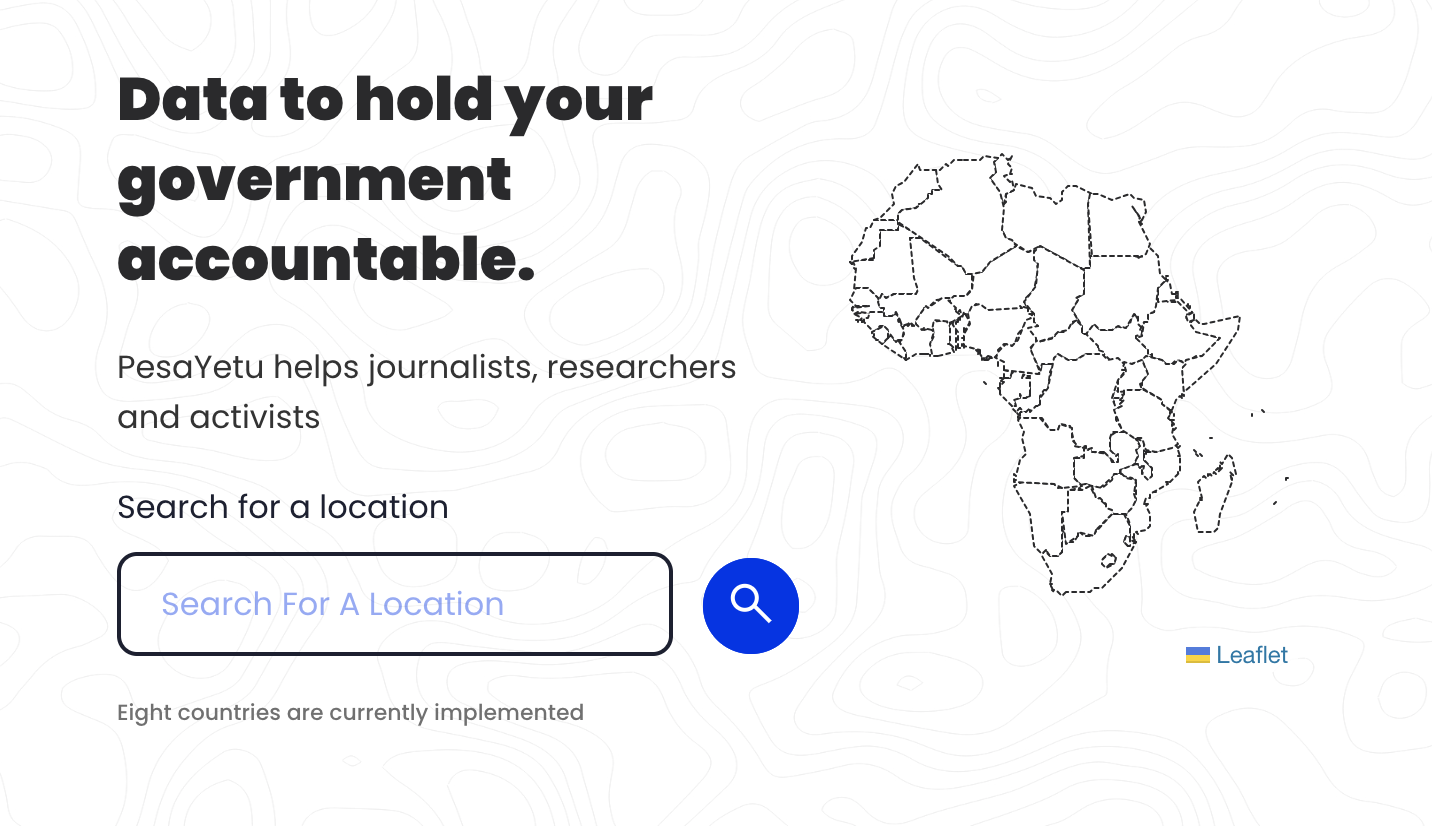 Data to hold your
government
accountable.
PesaYetu helps journalists, researchers
and activists
Search for a location
Search For A Location
Leaflet
Eight countries are currently implemented